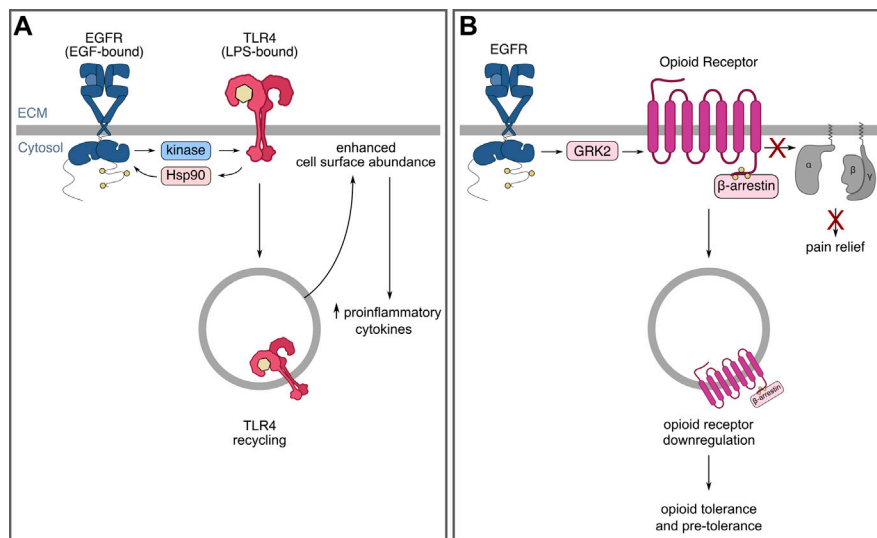 A
EGFR
(EGF-bound)
TLR4
(LPS-bound)
ECM
Cytosol
kinase
Hsp90
enhanced
cell surface abundance
proinflammatory
cytokines
TLR4
recycling
B
EGFR
Opioid Receptor
GRK2
β-arrestin
α
β
γ
pain relief
β-arrestin
opioid receptor
downregulation
opioid tolerance
and pre-tolerance